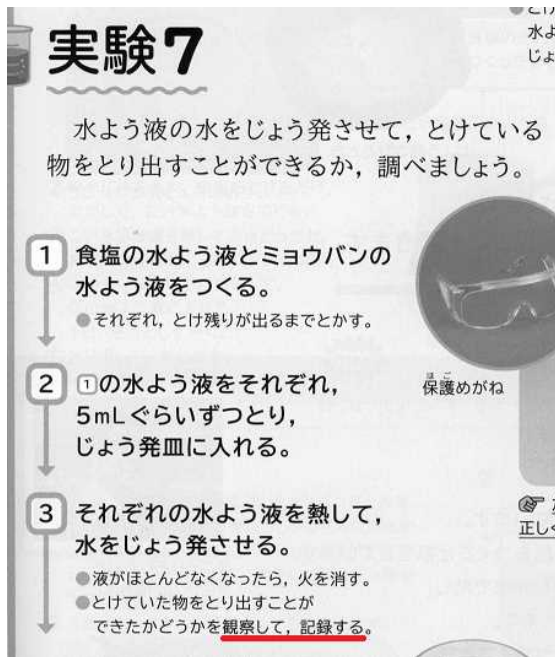 実験7
水よう液の水をじょう発させて，とけている
物をとり出すことができるか，調べましょう。
1 食塩の水よう液とミョウバンの
水よう液をつくる。
●それぞれ，とけ残りが出るまでとかす。
2 1の水よう液をそれぞれ，
5mLぐらいずつとり，
じょう発皿に入れる。
3 それぞれの水よう液を熱して，
水をじょう発させる。
●液がほとんどなくなったら，火を消す。
●とけていた物をとり出すことが
できたかどうかを観察して，記録する。
ほご
保護めがね
水よ
じょ
正し